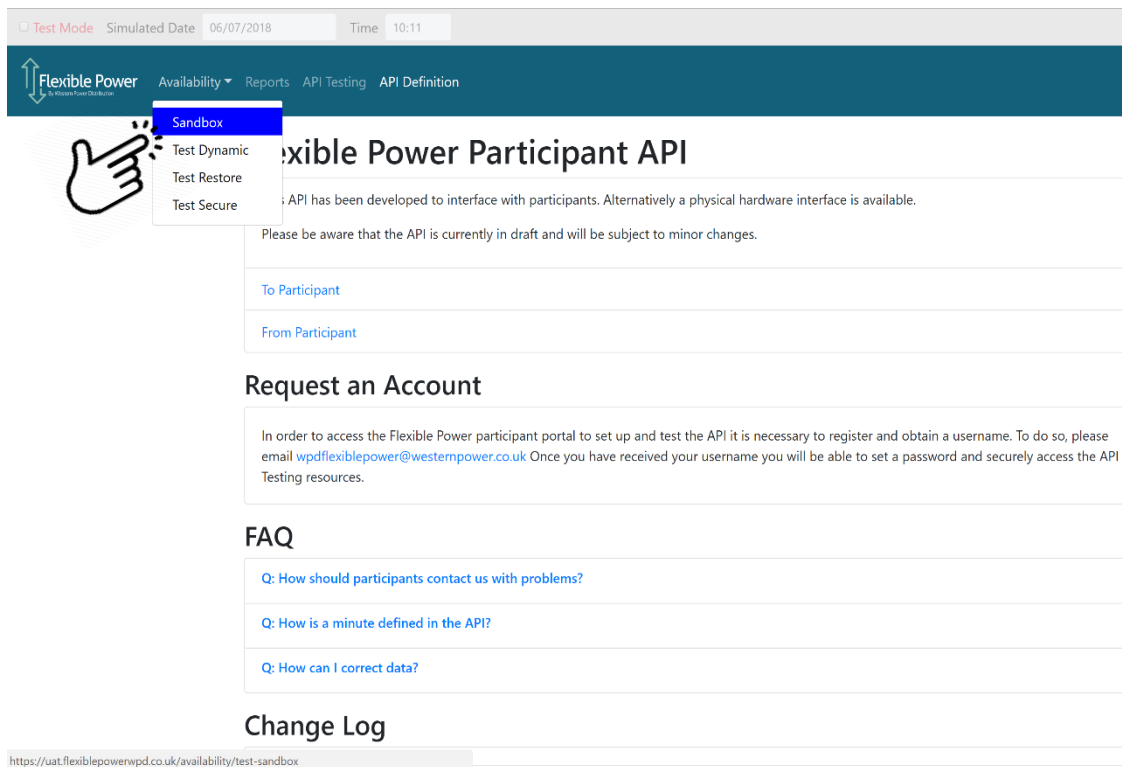 Test Mode Simulated Date 06/07/2018 Time 10:11
Flexible Power
By Western Power Distribution
Availability Reports API Testing API Definition
Sandbox
Test Dynamic
Test Restore
Test Secure
exible Power Participant API
s API has been developed to interface with participants. Alternatively a physical hardware interface is available.
Please be aware that the API is currently in draft and will be subject to minor changes.
To Participant
From Participant
Request an Account
In order to access the Flexible Power participant portal to set up and test the API it is necessary to register and obtain a username. To do so, please
email wpdflexiblepower@westernpower.co.uk Once you have received your username you will be able to set a password and securely access the API
Testing resources.
FAQ
Q: How should participants contact us with problems?
Q: How is a minute defined in the API?
Q: How can I correct data?
Change Log
https://uat.flexiblepowerwpd.co.uk/availability/test-sandbox